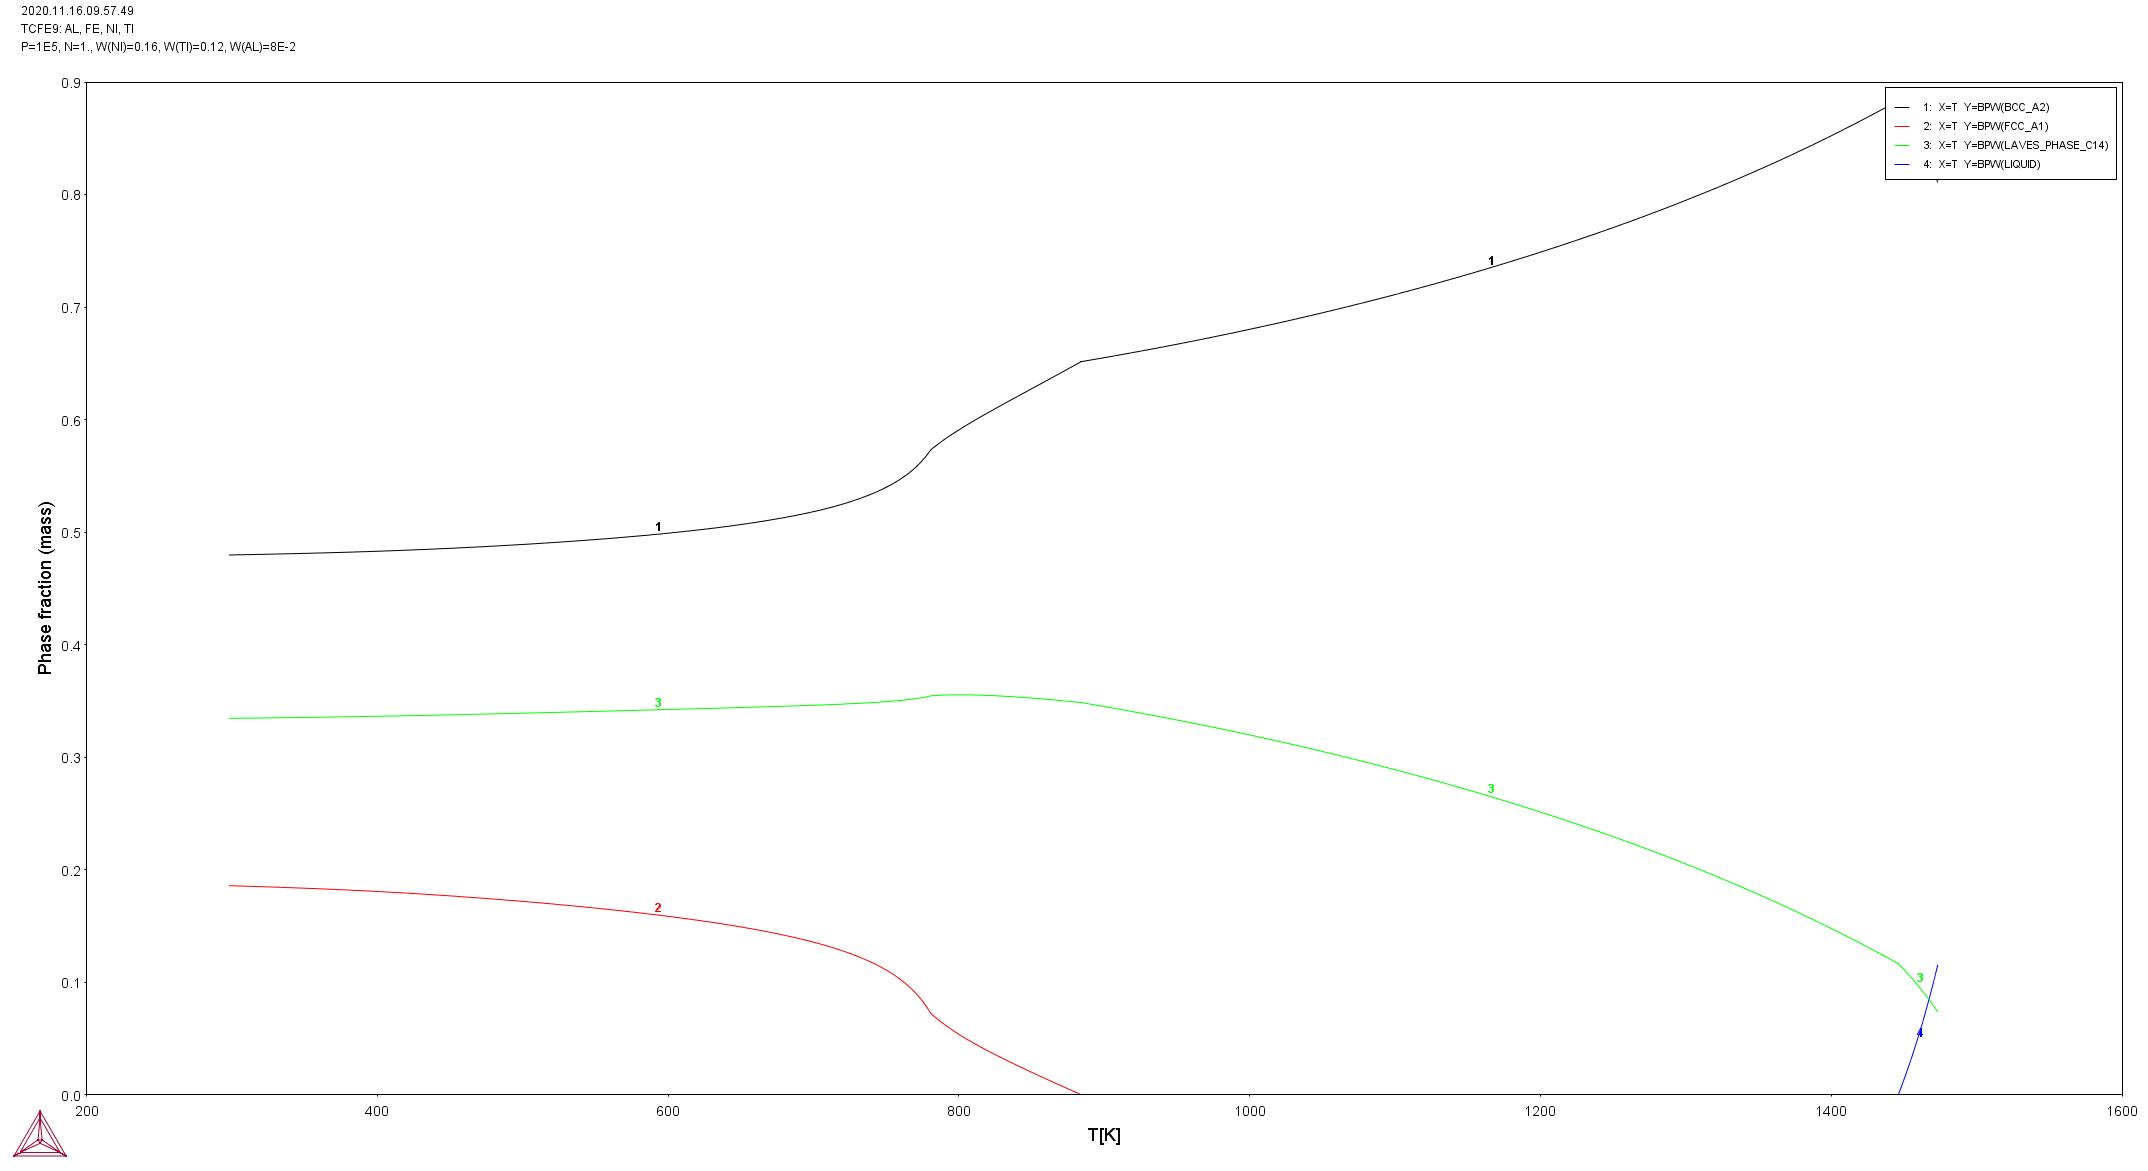 2020.11.16.09.57.49
TCFE9: AL, FE, NI, TI
P=1E5, N=1., W(NI)=0.16, W(TI)=0.12, W(AL)=8E-2
0.9
0.8
0.7
0.6
0.5
0.4
0.3
0.2
0.1
0.0
Phase fraction (mass)
1: X=T Y=BPW(BCC_A2)
2: X=T Y=BPW(FCC_A1)
3: X=T Y=BPW(LAVES_PHASE_C14)
4: X=T Y=BPW(LIQUID)
1
1
3
3
3
2
4
200 400 600 800 1000 1200 1400 1600
T[K]